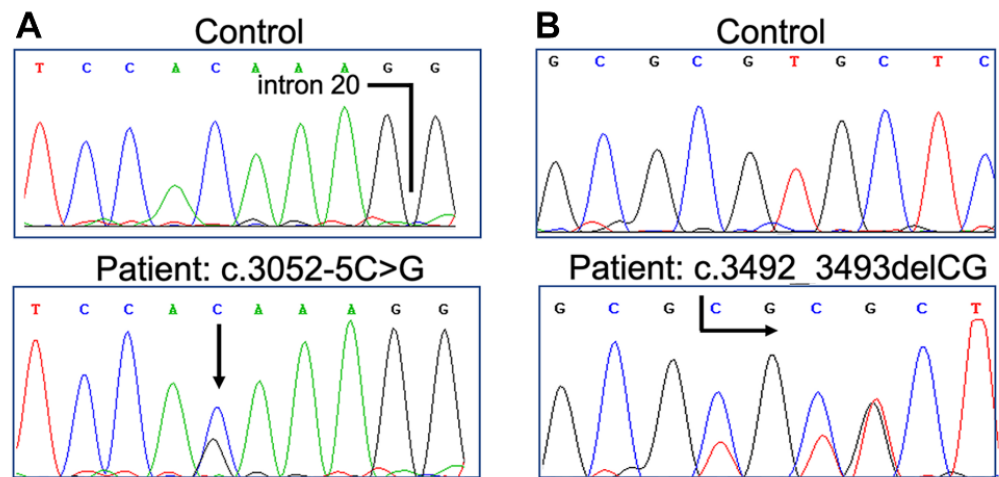 A
Control
T C C A C A A A G G
intron 20
Patient: c.3052-5C>G
T C C A C A A A G G
B
Control
G C G C G T G C T C
Patient: c.3492_3493delCG
G C G C G C G C T